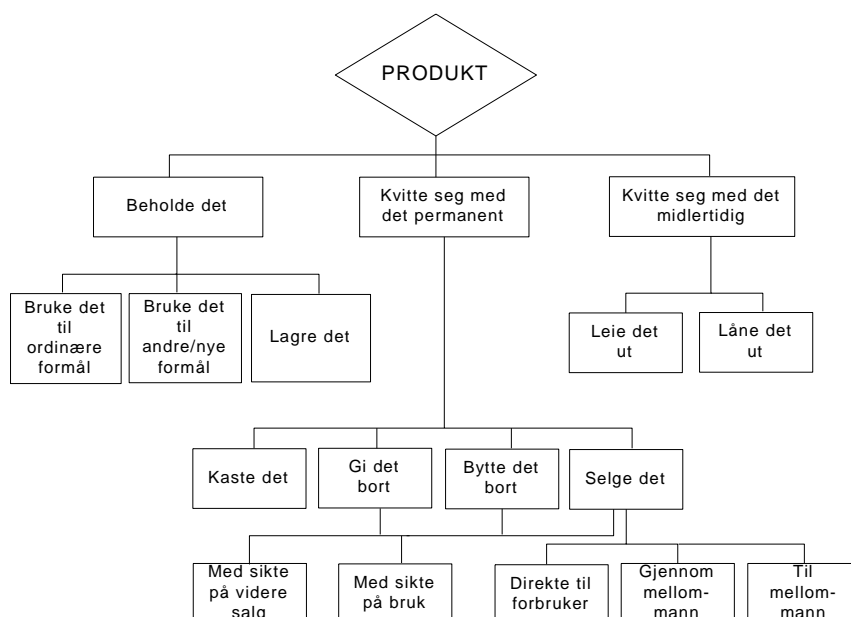 PRODUKT
Beholde det
Kvitte seg med
det permanent
Kvitte seg med det
midlertidig
Bruke det
til
ordinære
formål
Bruke det
til
andre/nye
formål
Lagre det
Leie det
ut
Låne det
ut
Kaste det
Gi det
bort
Bytte det
bort
Selge det
Med sikte
på videre
salg
Med sikte
på bruk
Direkte til
forbruker
Gjennom
mellom-
mann
Til
mellom-
mann